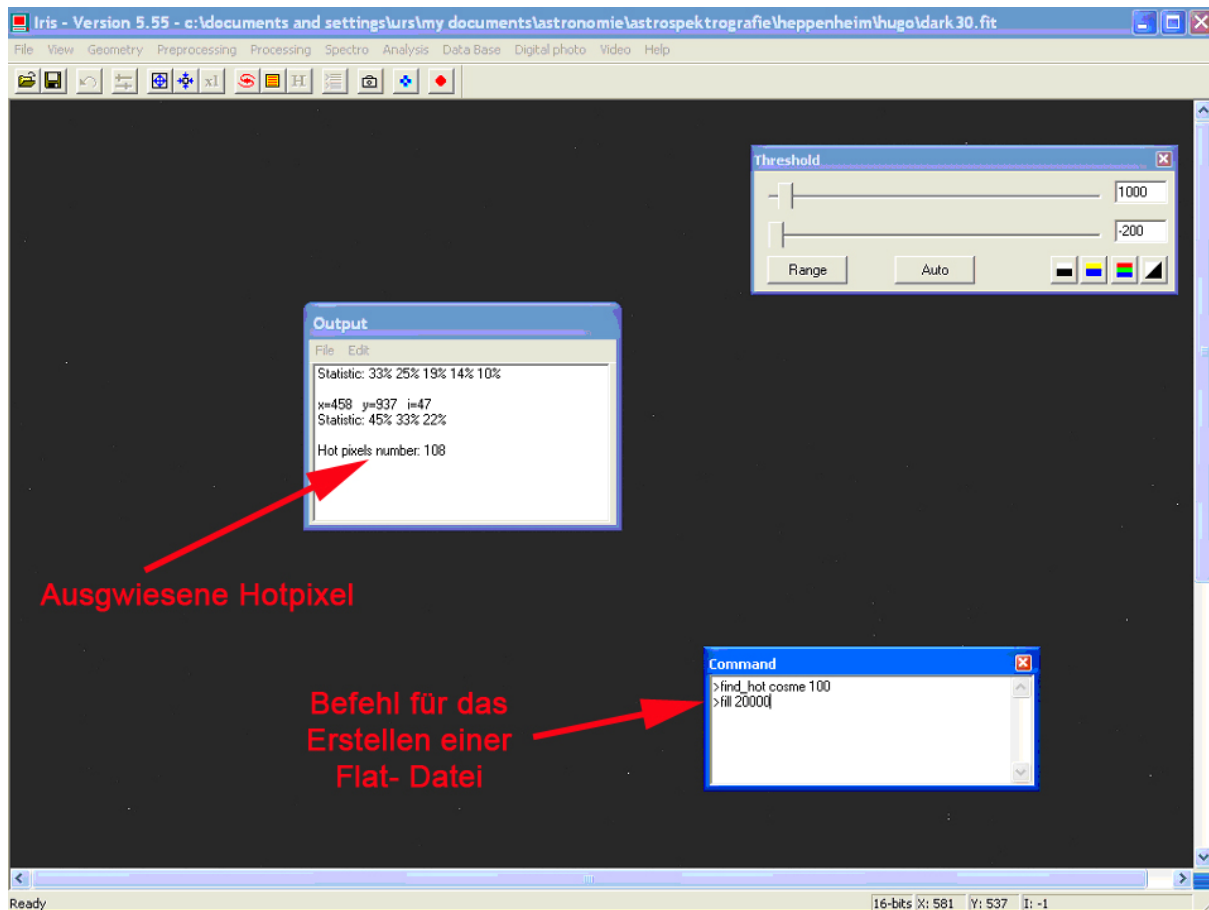 Iris - Version 5.55 - c:\documents and settings\urs\my documents\astronomie\astrospektrografie\heppenheim\hugo\dark30.fit
File View Geometry Preprocessing Processing Spectro Analysis Data Base Digital photo Video Help
x1 S H
Threshold
1000
-200
Range Auto
Output
File Edit
Statistic: 33% 25% 19% 14% 10%
x=458 y=937 i=47
Statistic: 45% 33% 22%
Hot pixels number: 108
Ausgwiesene Hotpixel
Command
>find_hot cosme 100
>fill 20000
Befehl für das
Erstellen einer
Flat- Datei
Ready 16-bits X: 581 Y: 537 I: -1